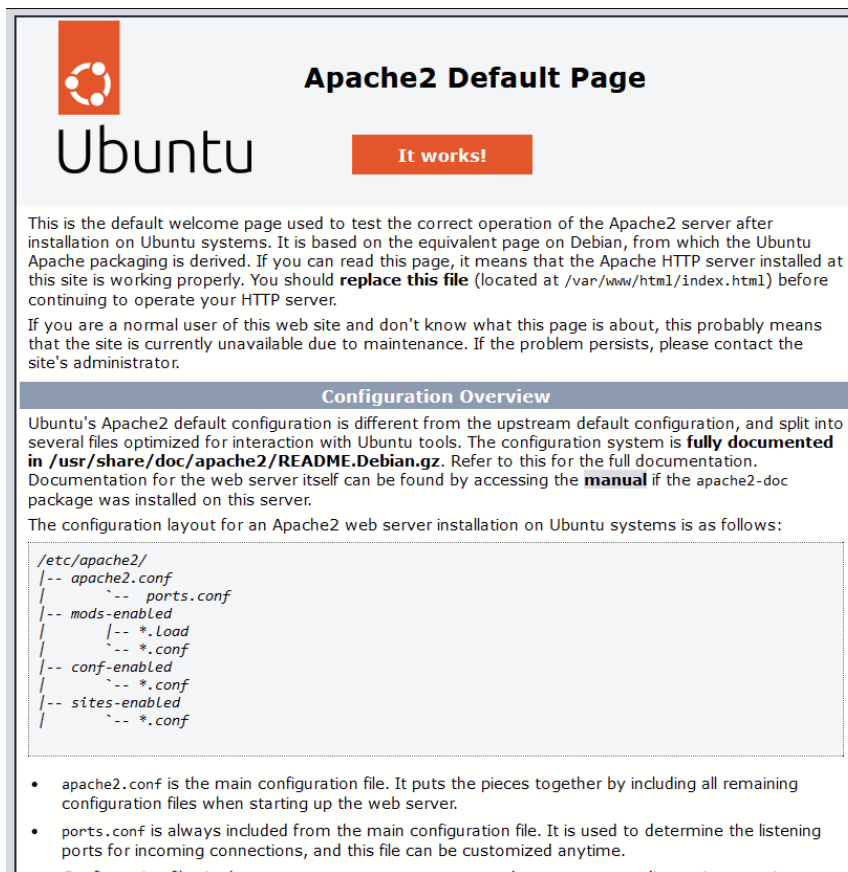 Ubuntu
Apache2 Default Page
It works!
This is the default welcome page used to test the correct operation of the Apache2 server after
installation on Ubuntu systems. It is based on the equivalent page on Debian, from which the Ubuntu
Apache packaging is derived. If you can read this page, it means that the Apache HTTP server installed at
this site is working properly. You should replace this file (located at /var/www/html/index.html) before
continuing to operate your HTTP server.
If you are a normal user of this web site and don't know what this page is about, this probably means
that the site is currently unavailable due to maintenance. If the problem persists, please contact the
site's administrator.
Configuration Overview
Ubuntu's Apache2 default configuration is different from the upstream default configuration, and split into
several files optimized for interaction with Ubuntu tools. The configuration system is fully documented
in /usr/share/doc/apache2/README.Debian.gz. Refer to this for the full documentation.
Documentation for the web server itself can be found by accessing the manual if the apache2-doc
package was installed on this server.
The configuration layout for an Apache2 web server installation on Ubuntu systems is as follows:
/etc/apache2/
|-- apache2.conf
|       `--  ports.conf
|-- mods-enabled
|       |-- *.load
|       `-- *.conf
|-- conf-enabled
|       `-- *.conf
|-- sites-enabled
|       `-- *.conf
• apache2.conf is the main configuration file. It puts the pieces together by including all remaining
configuration files when starting up the web server.
• ports.conf is always included from the main configuration file. It is used to determine the listening
ports for incoming connections, and this file can be customized anytime.